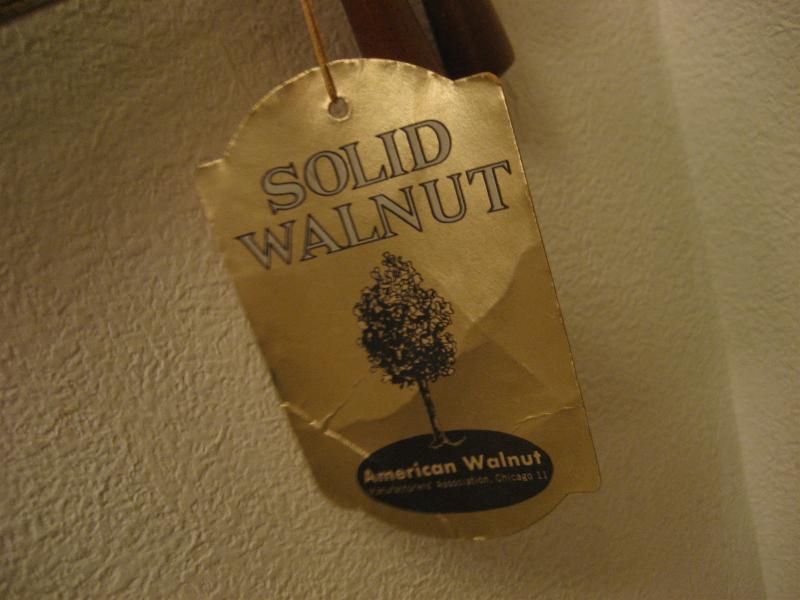 SOLID
WALNUT
American Walnut
Manufacturers' Association, Chicago 11